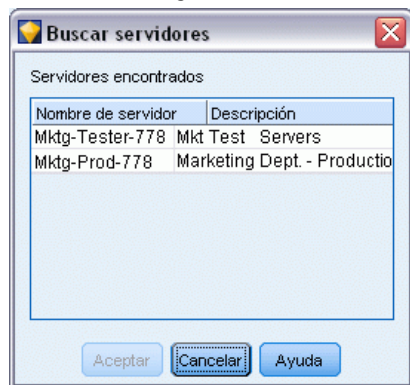 Buscar servidores
Servidores encontrados
Nombre de servidor Descripción
Mktg-Tester-778 Mkt Test Servers
Mktg-Prod-778 Marketing Dept. - Productio
Aceptar Cancelar Ayuda